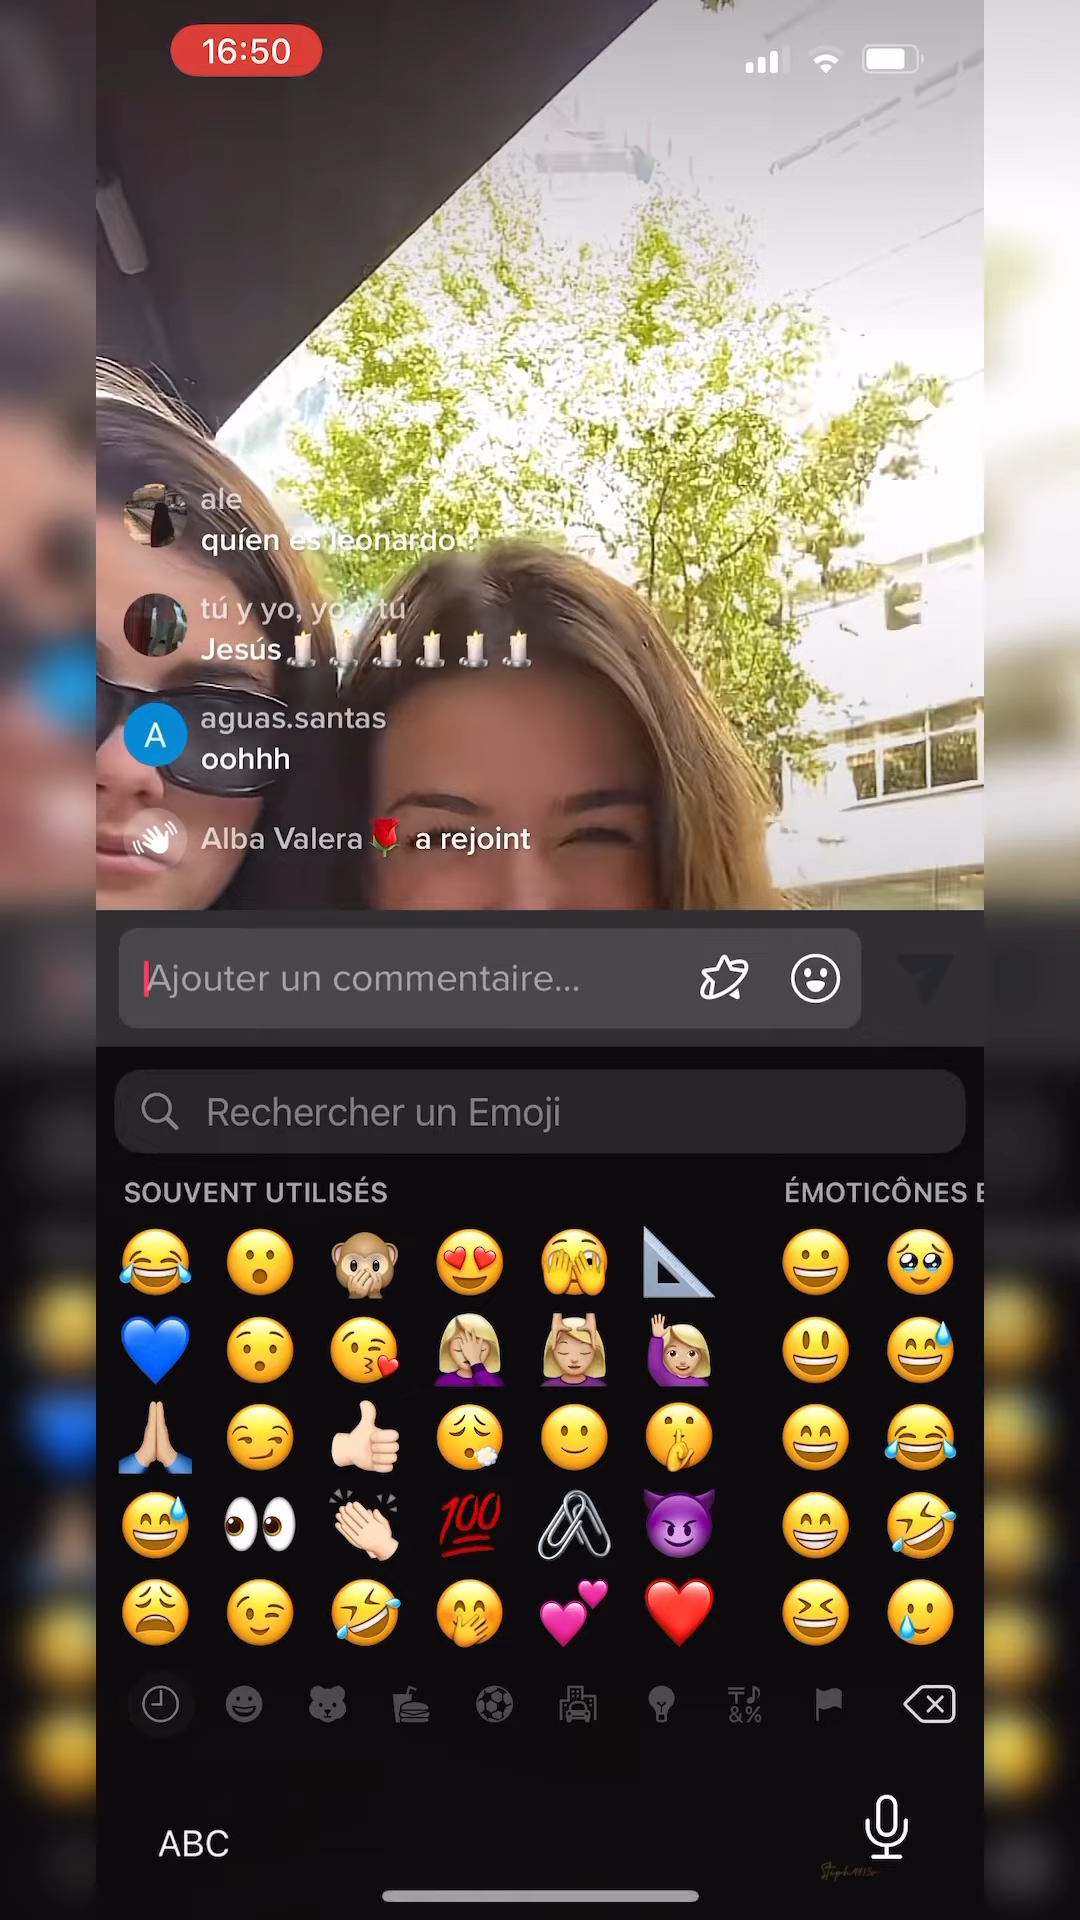 16:50
ale
quíen es leonardo ?
tú y yo, yo y tú
Jesús🕯️🕯️🕯️🕯️🕯️🕯️
A
aguas.santas
oohhh
Alba Valera🌹 a rejoint
Ajouter un commentaire...
Rechercher un Emoji
SOUVENT UTILISÉS
ÉMOTICÔNES E
100
&%
ABC